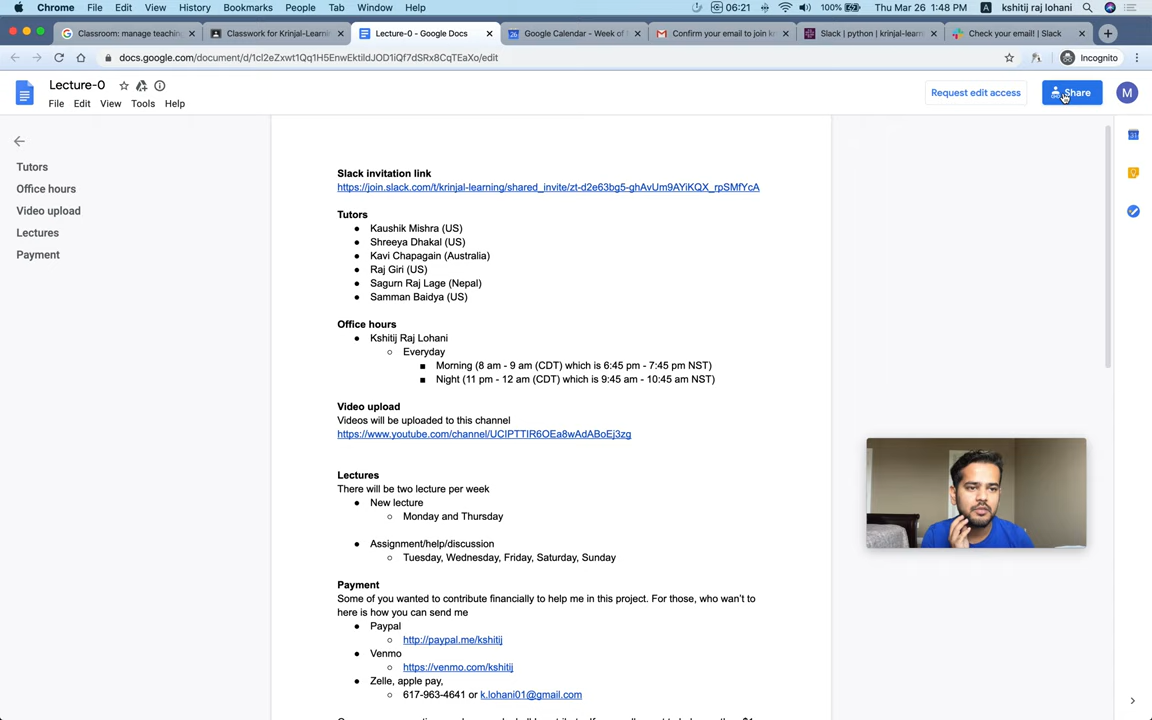 Chrome File Edit View History Bookmarks People Tab Window Help 06:21 100% Thu Mar 26 1:48 PM A kshitij raj lohani
Classroom: manage teaching Classwork for Krinjal-Learning Lecture-0 - Google Docs Google Calendar - Week of Confirm your email to join kr Slack | python | krinjal-learni Check your email! | Slack
docs.google.com/document/d/1cl2eZxwt1Qq1H5EnwEktildJOD1iQf7dSRx8CqTEaXo/edit Incognito
Lecture-0
File Edit View Tools Help
Request edit access
Share
M
Tutors
Office hours
Video upload
Lectures
Payment
Slack invitation link
https://join.slack.com/t/krinjal-learning/shared_invite/zt-d2e63bg5-ghAvUm9AYiKQX_rpSMfYcA
Tutors
● Kaushik Mishra (US)
● Shreeya Dhakal (US)
● Kavi Chapagain (Australia)
● Raj Giri (US)
● Sagurn Raj Lage (Nepal)
● Samman Baidya (US)
Office hours
● Kshitij Raj Lohani
○ Everyday
■ Morning (8 am - 9 am (CDT) which is 6:45 pm - 7:45 pm NST)
■ Night (11 pm - 12 am (CDT) which is 9:45 am - 10:45 am NST)
Video upload
Videos will be uploaded to this channel
https://www.youtube.com/channel/UCIPTTIR6OEa8wAdABoEj3zg
Lectures
There will be two lecture per week
● New lecture
○ Monday and Thursday
● Assignment/help/discussion
○ Tuesday, Wednesday, Friday, Saturday, Sunday
Payment
Some of you wanted to contribute financially to help me in this project. For those, who wan't to
here is how you can send me
● Paypal
○ http://paypal.me/kshitij
● Venmo
○ https://venmo.com/kshitij
● Zelle, apple pay,
○ 617-963-4641 or k.lohani01@gmail.com